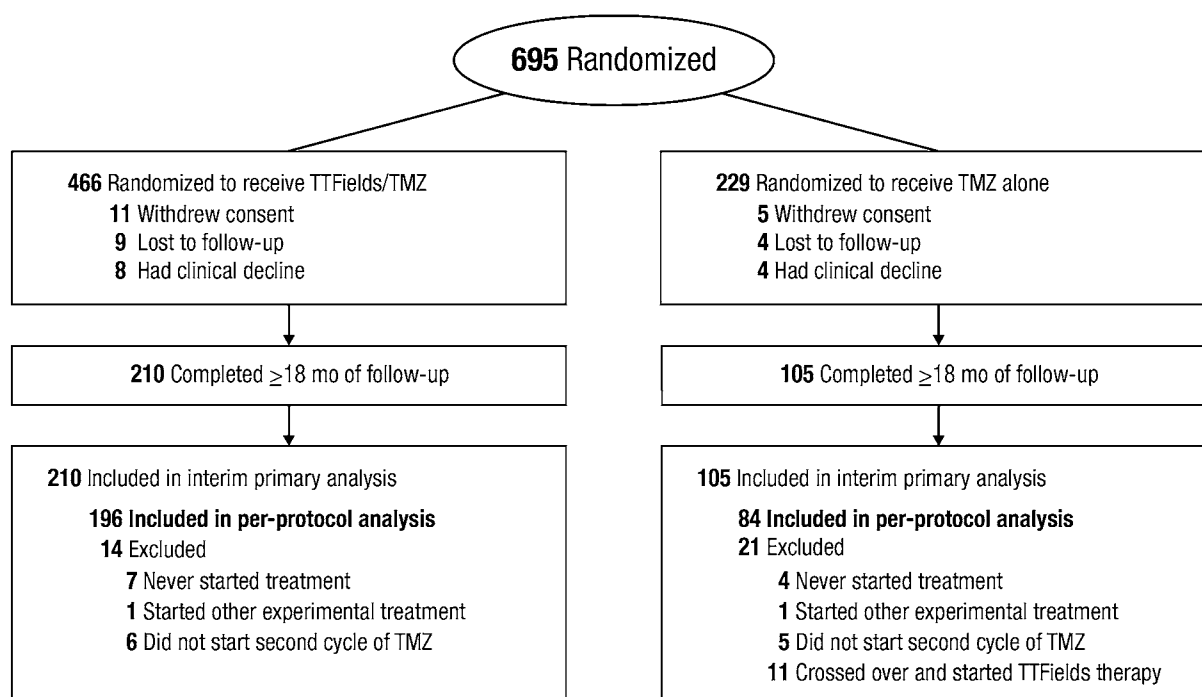 695 Randomized
466 Randomized to receive TTFields/TMZ
11 Withdrew consent
9 Lost to follow-up
8 Had clinical decline
229 Randomized to receive TMZ alone
5 Withdrew consent
4 Lost to follow-up
4 Had clinical decline
210 Completed ≥18 mo of follow-up
105 Completed ≥18 mo of follow-up
210 Included in interim primary analysis
196 Included in per-protocol analysis
14 Excluded
7 Never started treatment
1 Started other experimental treatment
6 Did not start second cycle of TMZ
105 Included in interim primary analysis
84 Included in per-protocol analysis
21 Excluded
4 Never started treatment
1 Started other experimental treatment
5 Did not start second cycle of TMZ
11 Crossed over and started TTFields therapy